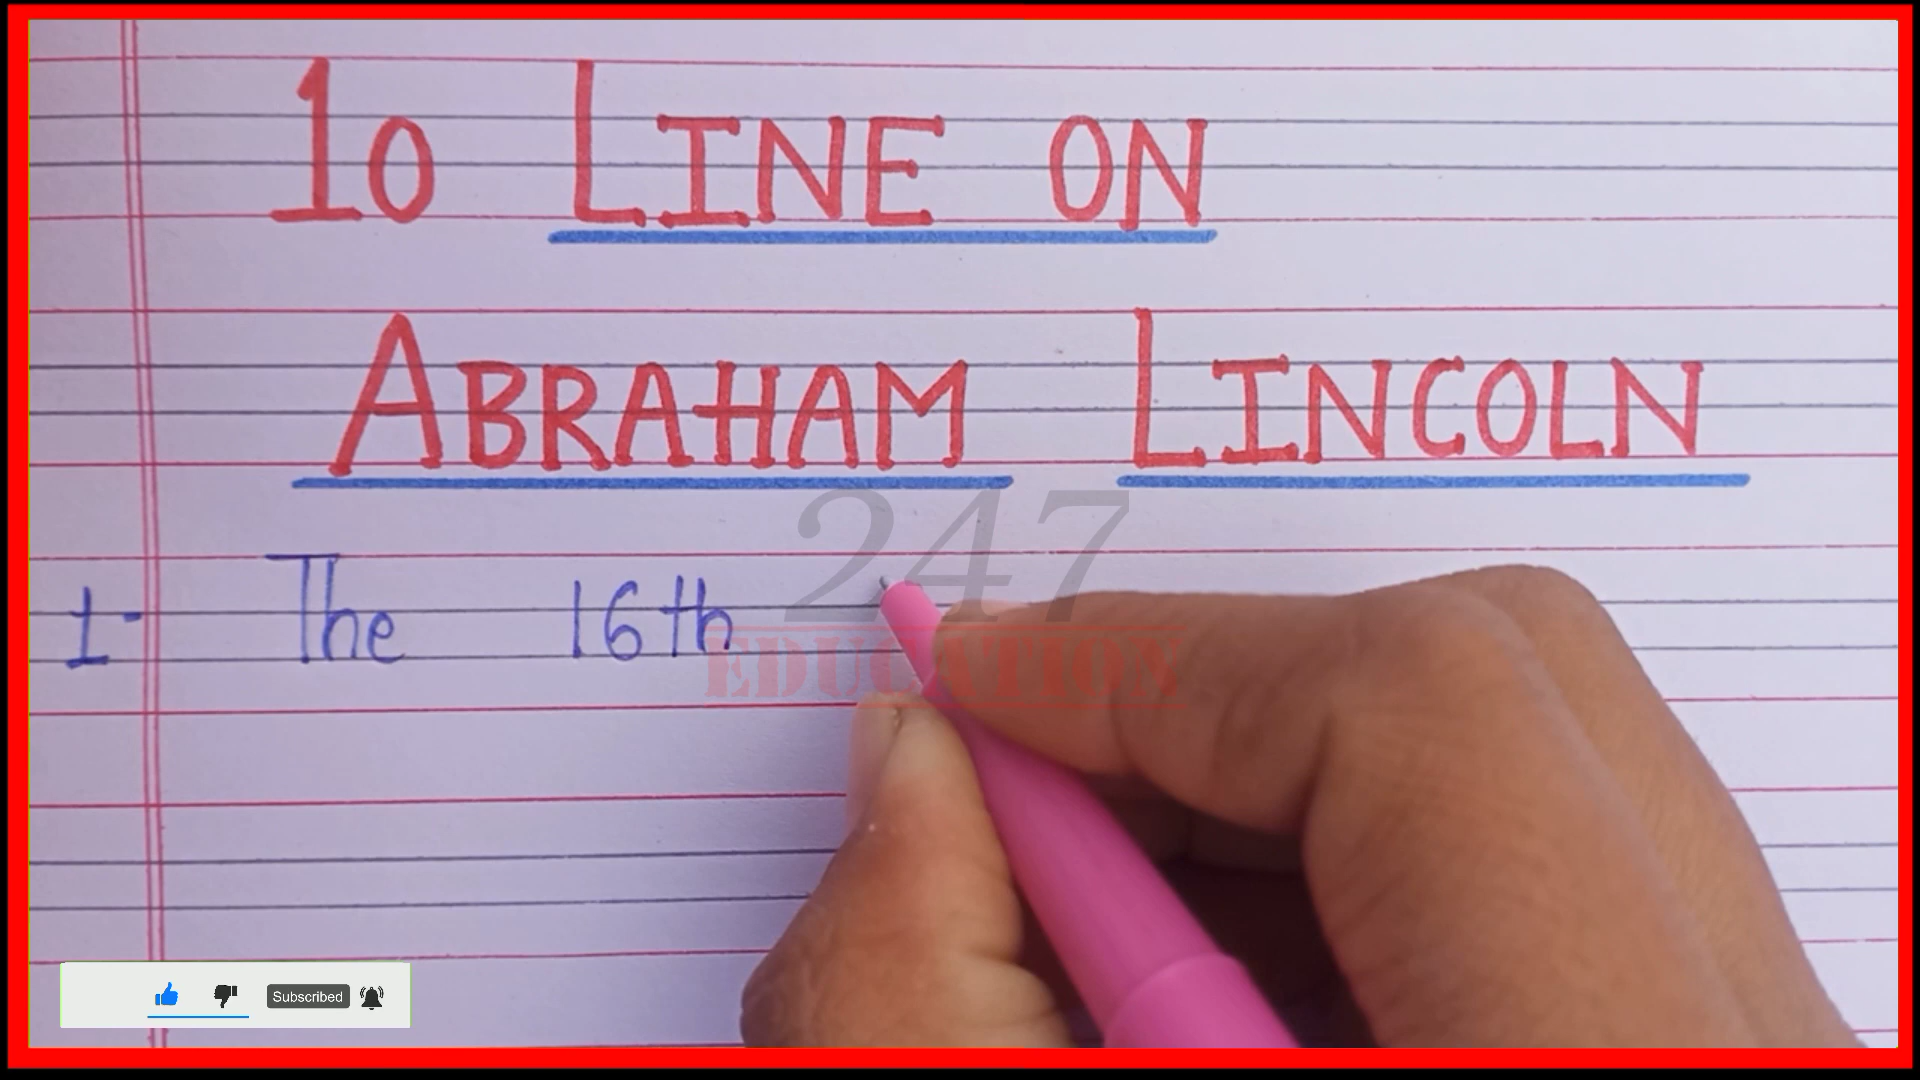 10 LINE ON
ABRAHAM LINCOLN
1- The 16th
247
EDUCATION
Subscribed